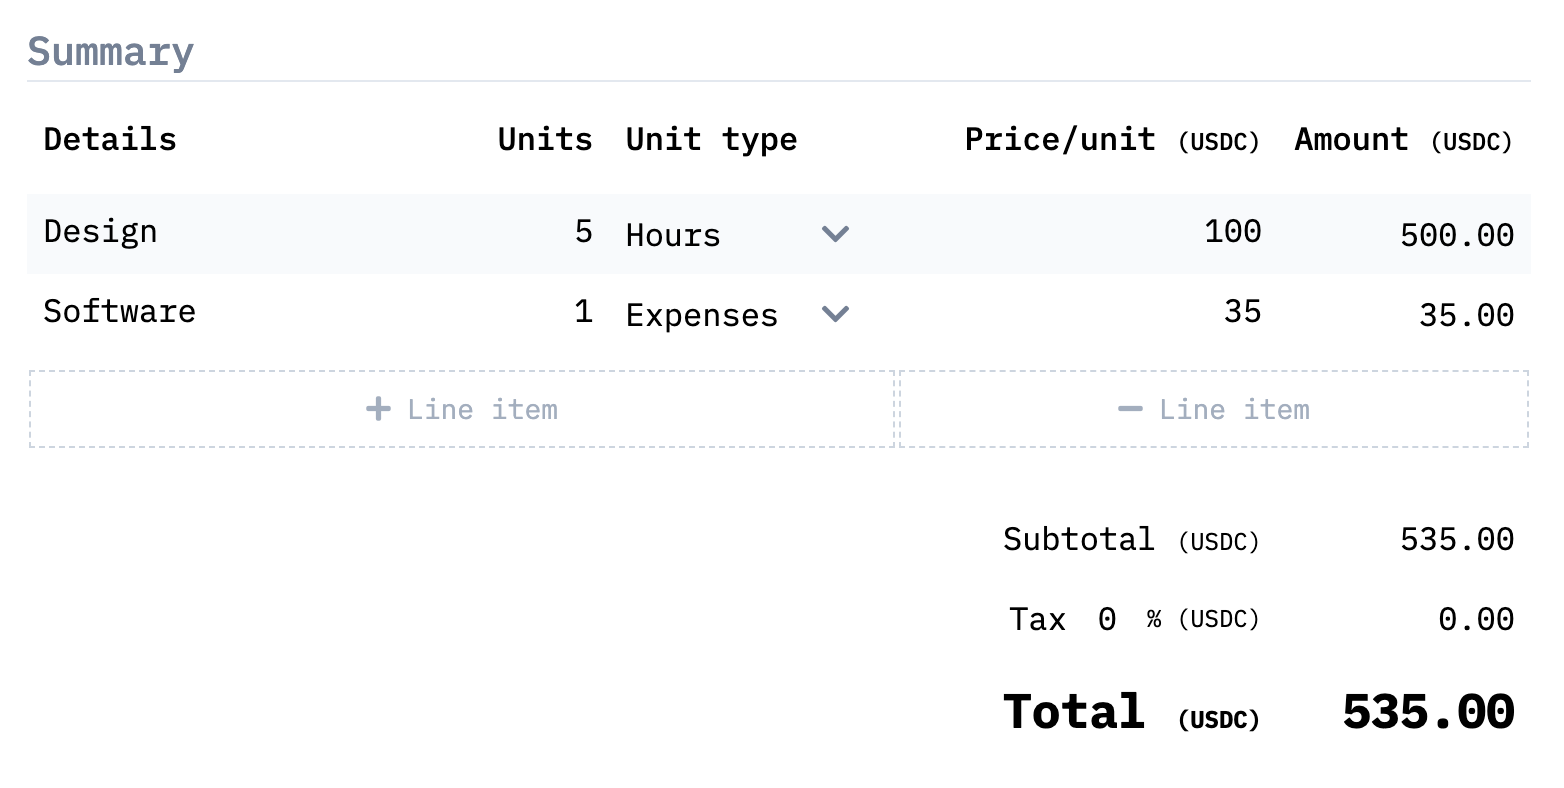 Summary
Details Units Unit type Price/unit (USDC) Amount (USDC)
Design 5 Hours 100 500.00
Software 1 Expenses 35 35.00
+ Line item − Line item
Subtotal (USDC) 535.00
Tax 0 % (USDC) 0.00
Total (USDC) 535.00